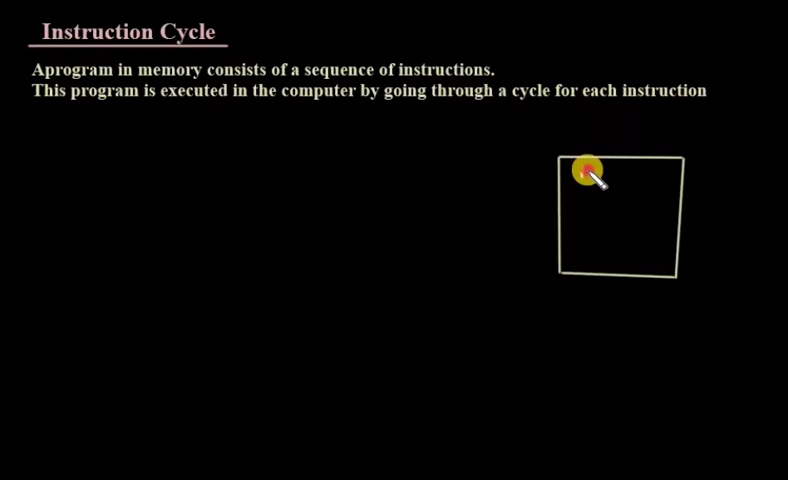 Instruction Cycle
Aprogram in memory consists of a sequence of instructions.
This program is executed in the computer by going through a cycle for each instruction